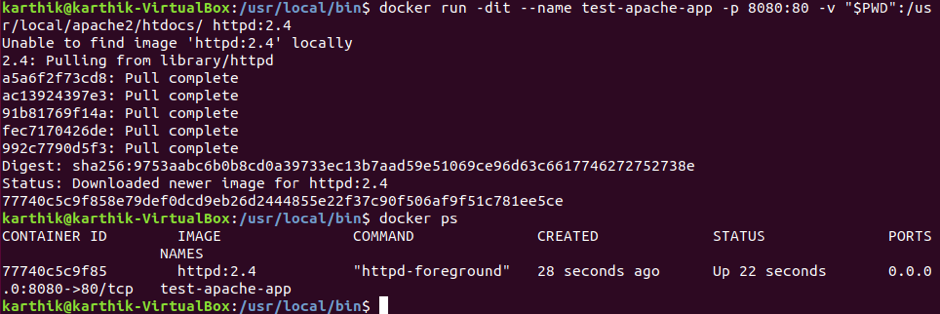 karthik@karthik-VirtualBox:/usr/local/bin$ docker run -dit --name test-apache-app -p 8080:80 -v "$PWD":/us
r/local/apache2/htdocs/ httpd:2.4
Unable to find image 'httpd:2.4' locally
2.4: Pulling from library/httpd
a5a6f2f73cd8: Pull complete
ac13924397e3: Pull complete
91b81769f14a: Pull complete
fec7170426de: Pull complete
992c7790d5f3: Pull complete
Digest: sha256:9753aabc6b0b8cd0a39733ec13b7aad59e51069ce96d63c6617746272752738e
Status: Downloaded newer image for httpd:2.4
77740c5c9f858e79def0dcd9eb26d2444855e22f37c90f506af9f51c781ee5ce
karthik@karthik-VirtualBox:/usr/local/bin$ docker ps
CONTAINER ID        IMAGE               COMMAND              CREATED             STATUS              PORTS
                  NAMES
77740c5c9f85        httpd:2.4           "httpd-foreground"   28 seconds ago      Up 22 seconds       0.0.0
.0:8080->80/tcp   test-apache-app
karthik@karthik-VirtualBox:/usr/local/bin$